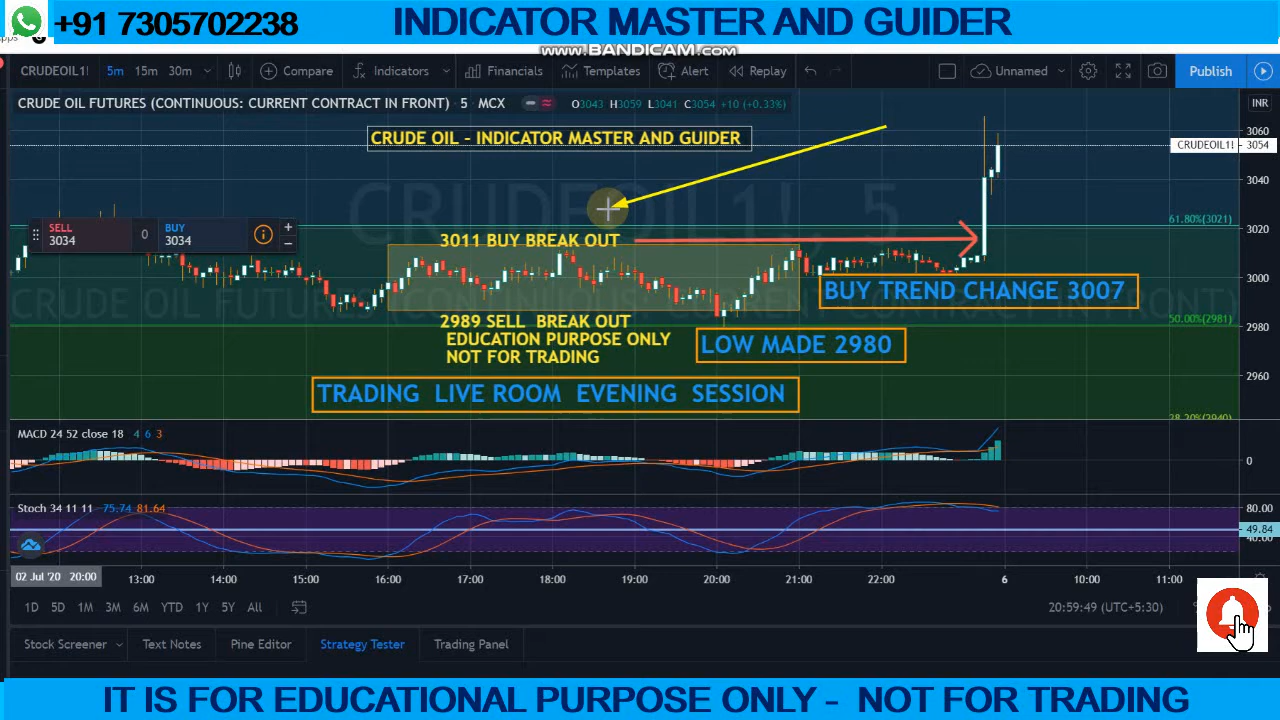 +91 7305702238
INDICATOR MASTER AND GUIDER
WWW.BANDICAM.COM
CRUDEOIL1!
5m
15m
30m
Compare
Indicators
Financials
Templates
Alert
Replay
Unnamed
Publish
CRUDE OIL FUTURES (CONTINUOUS: CURRENT CONTRACT IN FRONT) · 5 · MCX
O3043 H3059 L3041 C3054 +10 (+0.33%)
INR
CRUDE OIL - INDICATOR MASTER AND GUIDER
3060
CRUDEOIL1! 3054
3040
3020
3000
2980
2960
CRUDEOIL1!, 5
61.80%(3021)
SELL
3034
0
BUY
3034
3011 BUY BREAK OUT
BUY TREND CHANGE 3007
50.00%(2981)
2989 SELL BREAK OUT
EDUCATION PURPOSE ONLY
NOT FOR TRADING
LOW MADE 2980
TRADING LIVE ROOM EVENING SESSION
38.20%(2940)
MACD 24 52 close 18 4 6 3
0
Stoch 34 11 11 75.74 81.64
80.00
49.84
40.00
02 Jul '20 20:00
13:00
14:00
15:00
16:00
17:00
18:00
19:00
20:00
21:00
22:00
6
10:00
11:00
1D 5D 1M 3M 6M YTD 1Y 5Y All
20:59:49 (UTC+5:30)
Stock Screener
Text Notes
Pine Editor
Strategy Tester
Trading Panel
IT IS FOR EDUCATIONAL PURPOSE ONLY - NOT FOR TRADING